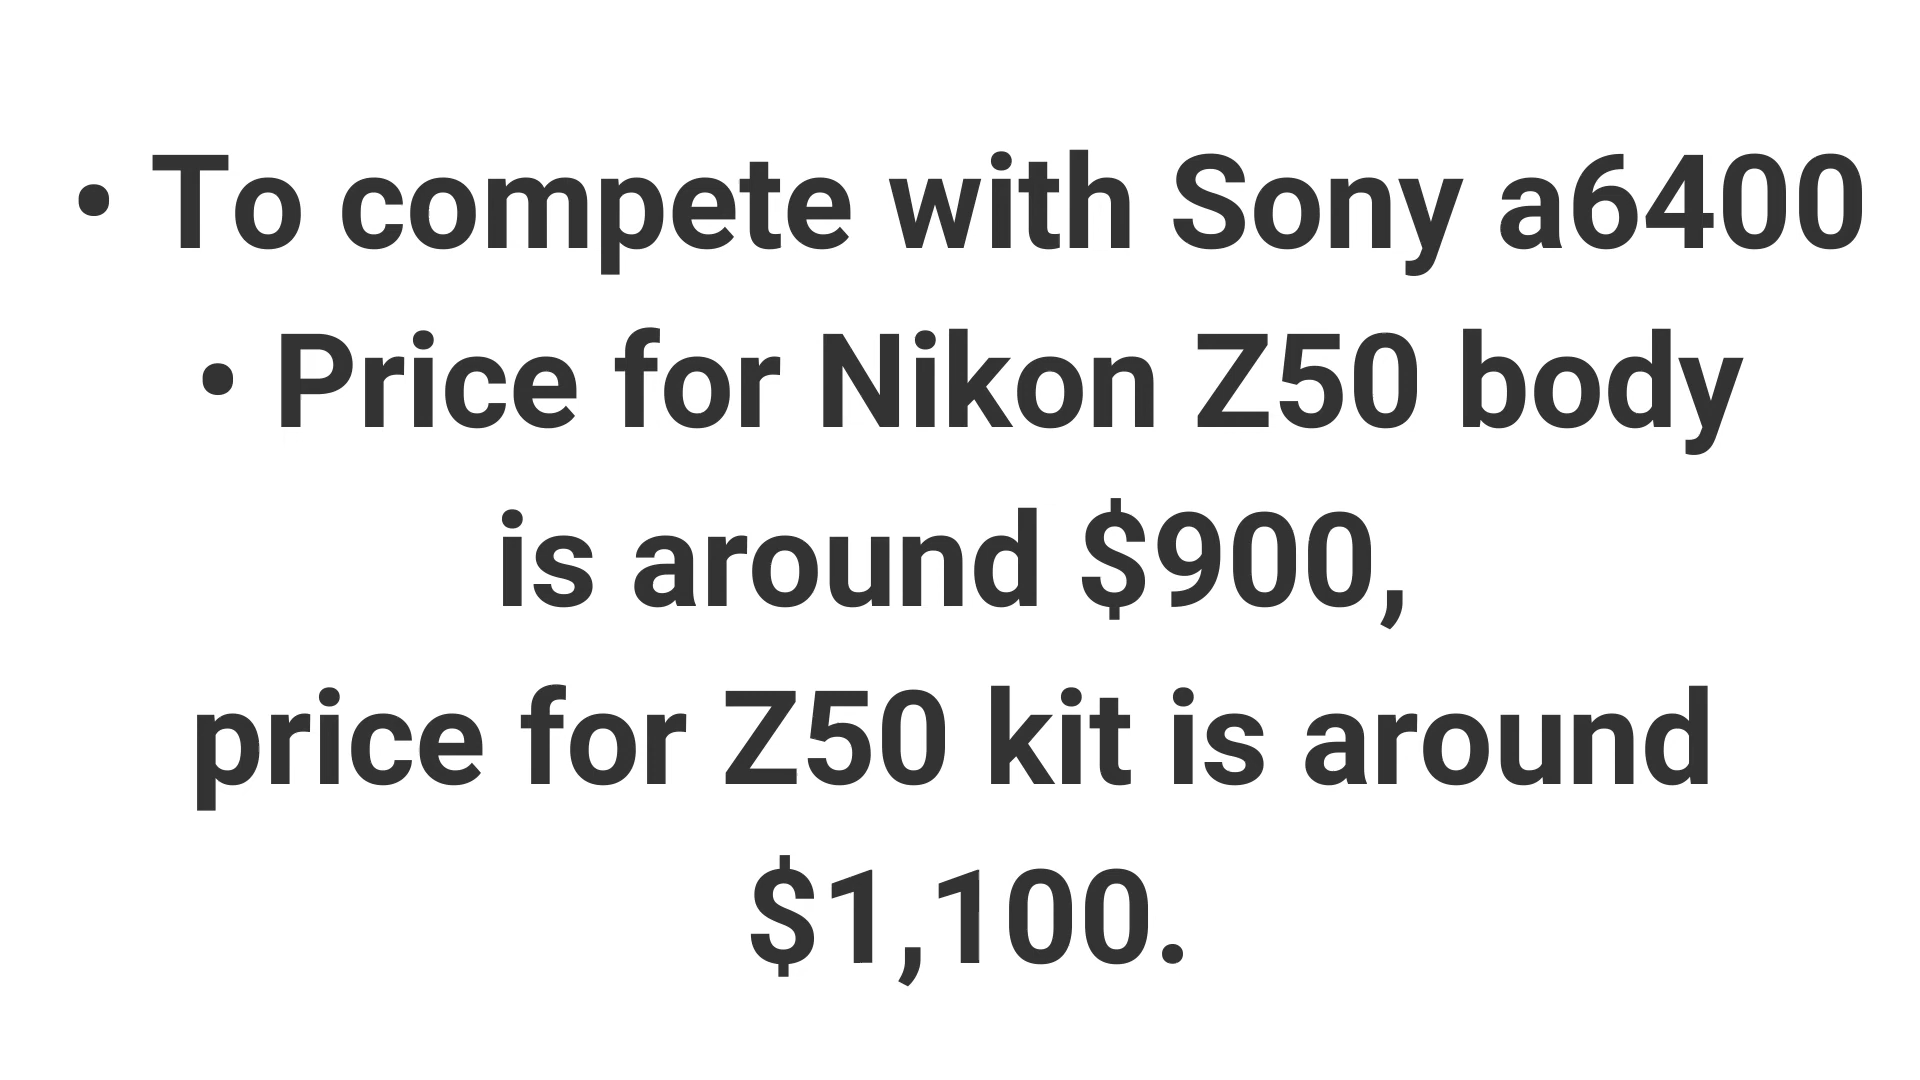 • To compete with Sony a6400
• Price for Nikon Z50 body
is around $900,
price for Z50 kit is around
$1,100.